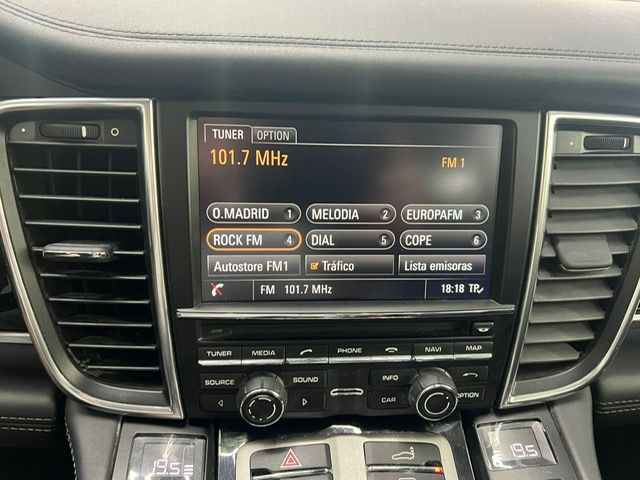 TUNER OPTION
101.7 MHz FM 1
O.MADRID 1 MELODIA 2 EUROPAFM 3
ROCK FM 4 DIAL 5 COPE 6
Autostore FM1 Tráfico Lista emisoras
FM 101.7 MHz 18:18 TP
TUNER MEDIA PHONE NAVI MAP
SOURCE SOUND INFO
CAR OPTION
19.5 19.5